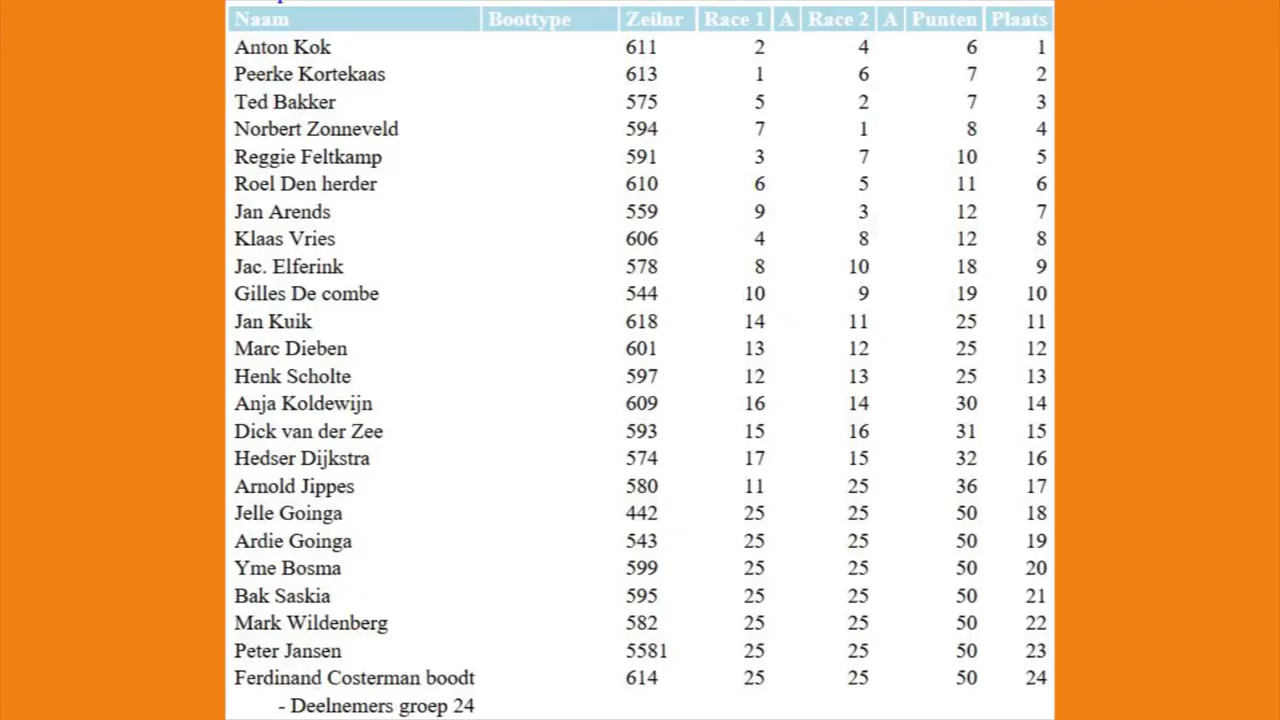 Naam Boottype Zeilnr Race 1 A Race 2 A Punten Plaats
Anton Kok 611 2 4 6 1
Peerke Kortekaas 613 1 6 7 2
Ted Bakker 575 5 2 7 3
Norbert Zonneveld 594 7 1 8 4
Reggie Feltkamp 591 3 7 10 5
Roel Den herder 610 6 5 11 6
Jan Arends 559 9 3 12 7
Klaas Vries 606 4 8 12 8
Jac. Elferink 578 8 10 18 9
Gilles De combe 544 10 9 19 10
Jan Kuik 618 14 11 25 11
Marc Dieben 601 13 12 25 12
Henk Scholte 597 12 13 25 13
Anja Koldewijn 609 16 14 30 14
Dick van der Zee 593 15 16 31 15
Hedser Dijkstra 574 17 15 32 16
Arnold Jippes 580 11 25 36 17
Jelle Goinga 442 25 25 50 18
Ardie Goinga 543 25 25 50 19
Yme Bosma 599 25 25 50 20
Bak Saskia 595 25 25 50 21
Mark Wildenberg 582 25 25 50 22
Peter Jansen 5581 25 25 50 23
Ferdinand Costerman boodt 614 25 25 50 24
- Deelnemers groep 24